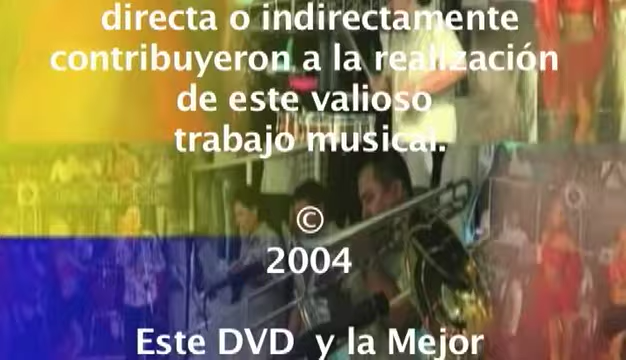 directa o indirectamente
contribuyeron a la realización
de este valioso
trabajo musical.
©
2004
Este DVD y la Mejor